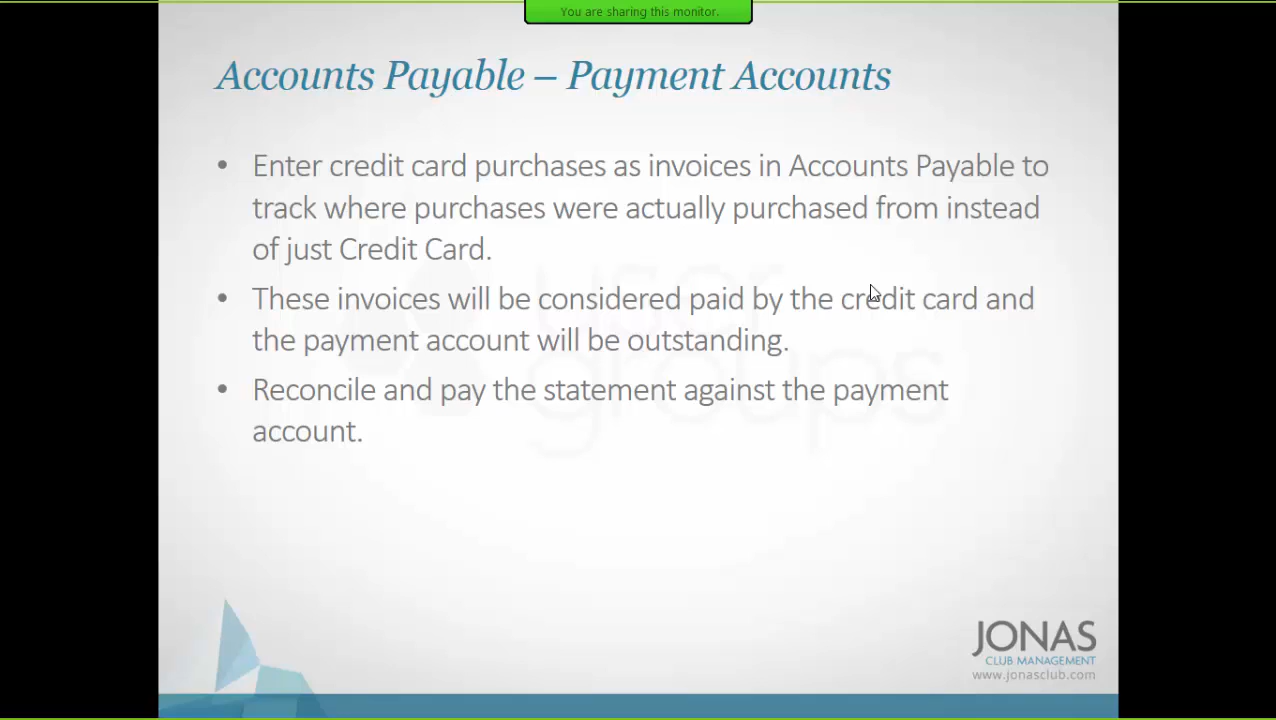 You are sharing this monitor.
Accounts Payable – Payment Accounts
• Enter credit card purchases as invoices in Accounts Payable to
track where purchases were actually purchased from instead
of just Credit Card.
• These invoices will be considered paid by the credit card and
the payment account will be outstanding.
• Reconcile and pay the statement against the payment
account.
user
groups
JONAS
CLUB MANAGEMENT
www.jonasclub.com